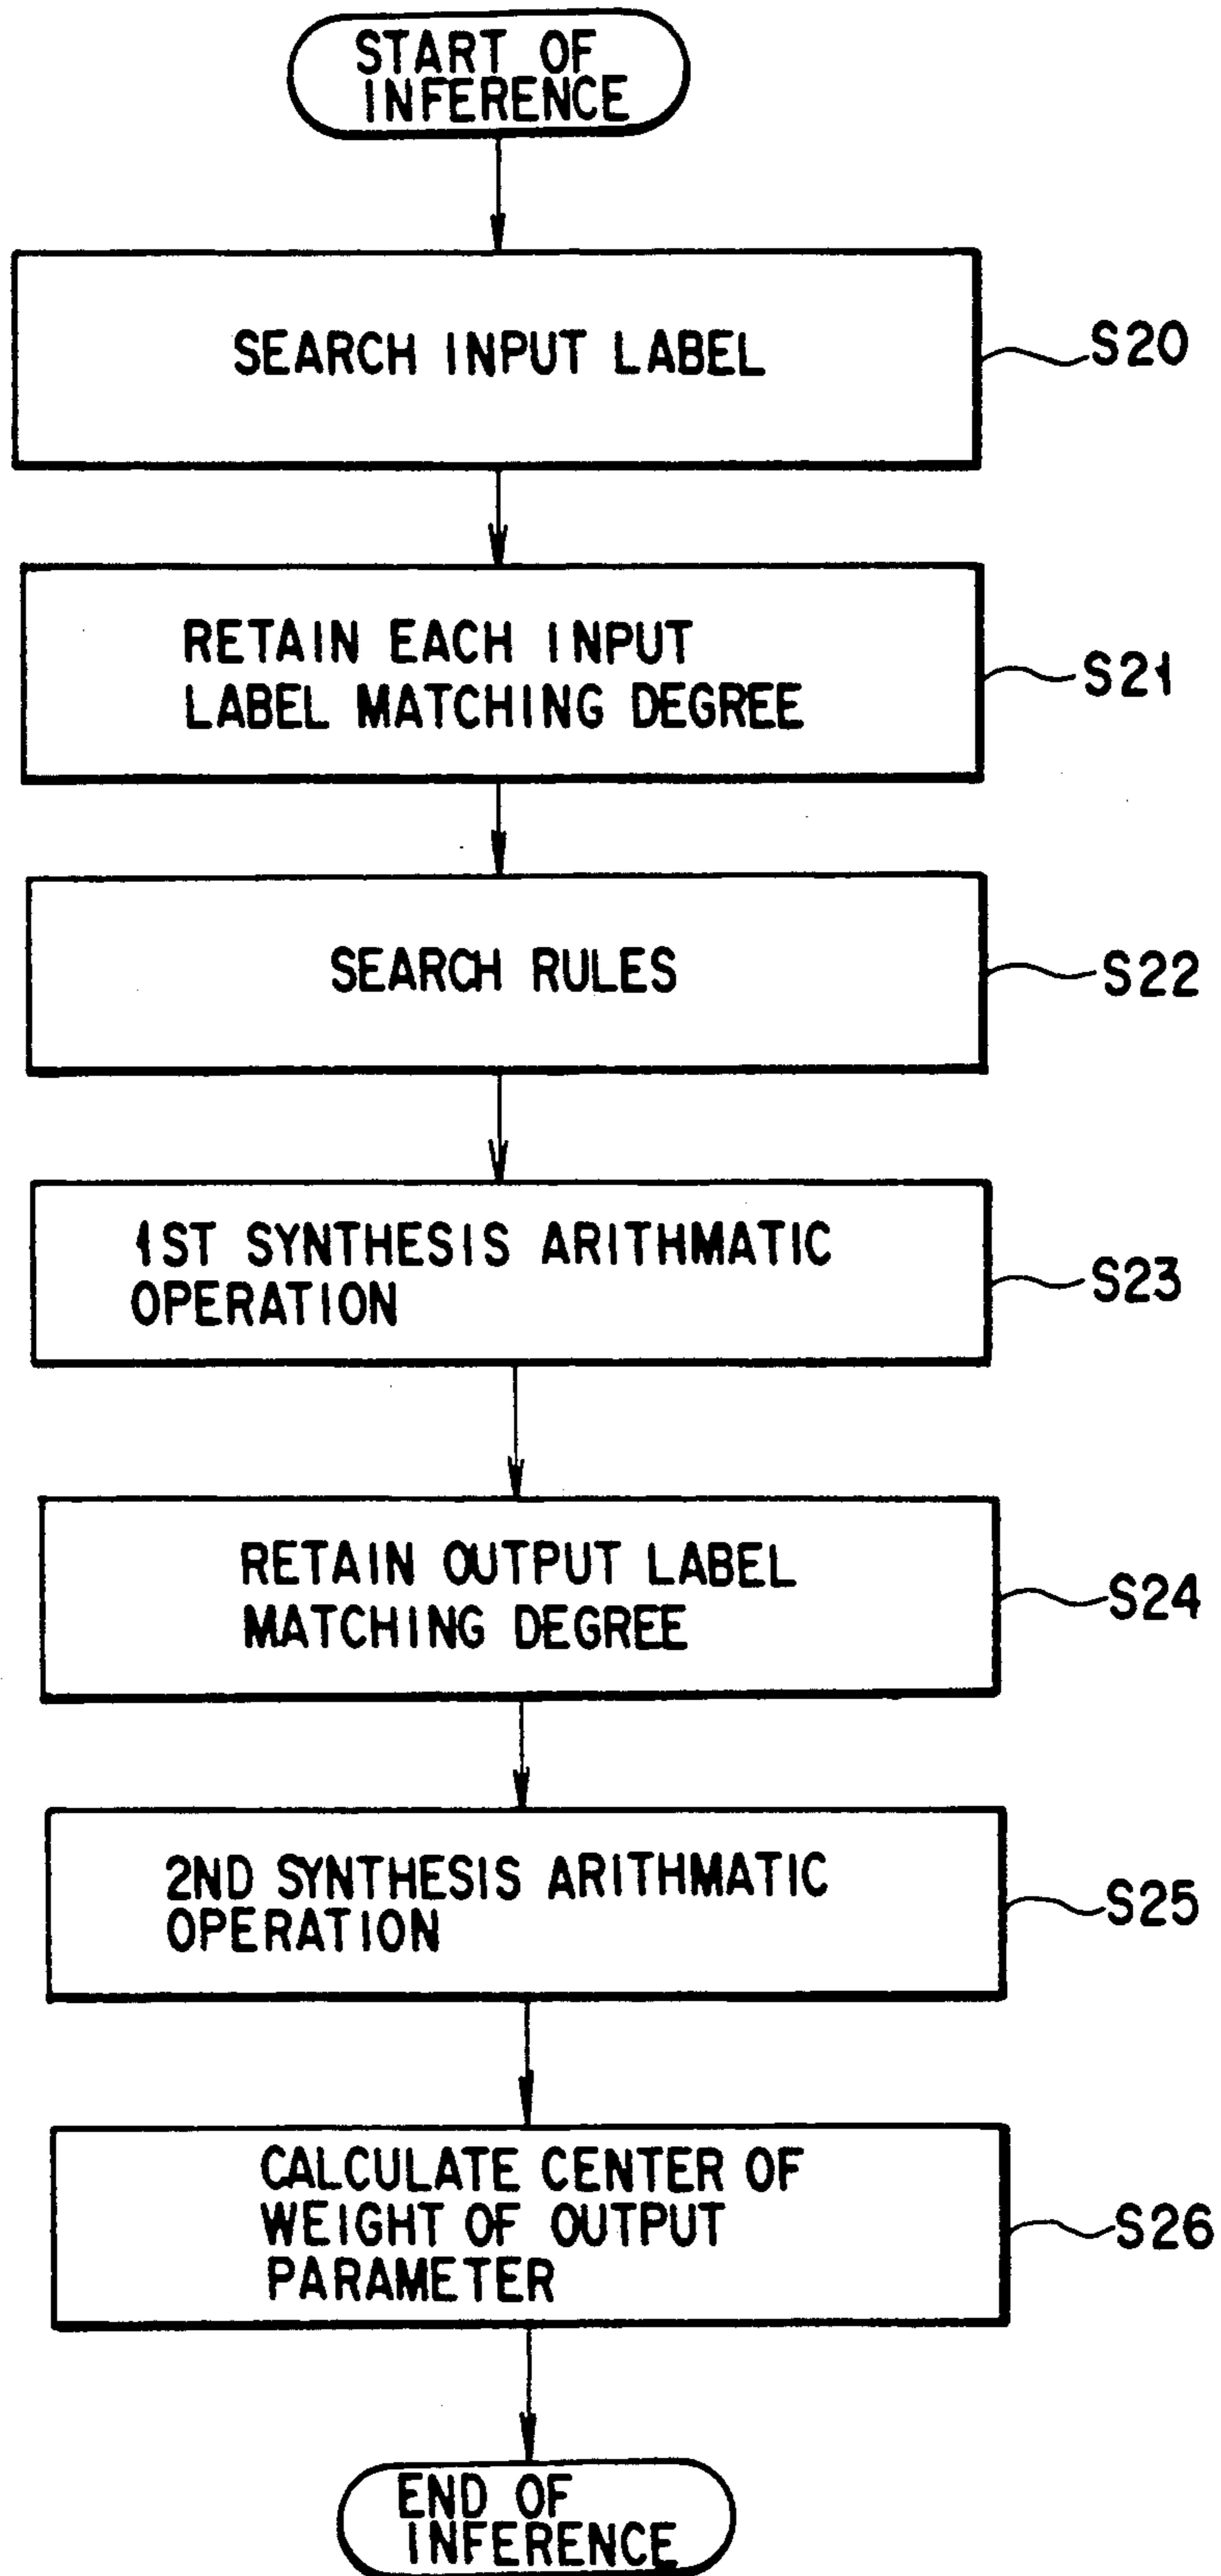 START OF
INFERENCE
SEARCH INPUT LABEL
S20
RETAIN EACH INPUT
LABEL MATCHING DEGREE
S21
SEARCH RULES
S22
1ST SYNTHESIS ARITHMATIC
OPERATION
S23
RETAIN OUTPUT LABEL
MATCHING DEGREE
S24
2ND SYNTHESIS ARITHMATIC
OPERATION
S25
CALCULATE CENTER OF
WEIGHT OF OUTPUT
PARAMETER
S26
END OF
INFERENCE